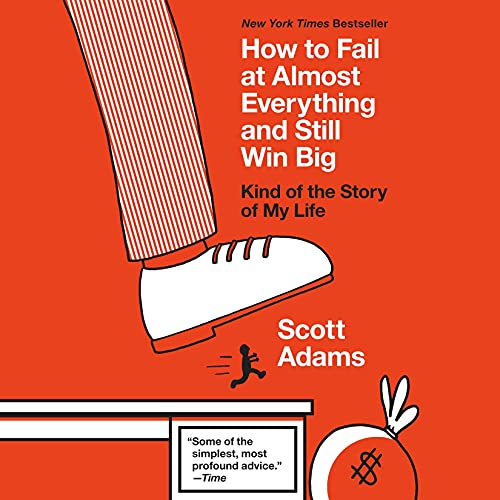 New York Times Bestseller
How to Fail
at Almost
Everything
and Still
Win Big
Kind of the Story
of My Life
Scott
Adams
“Some of the
simplest, most
profound advice.”
—Time
$